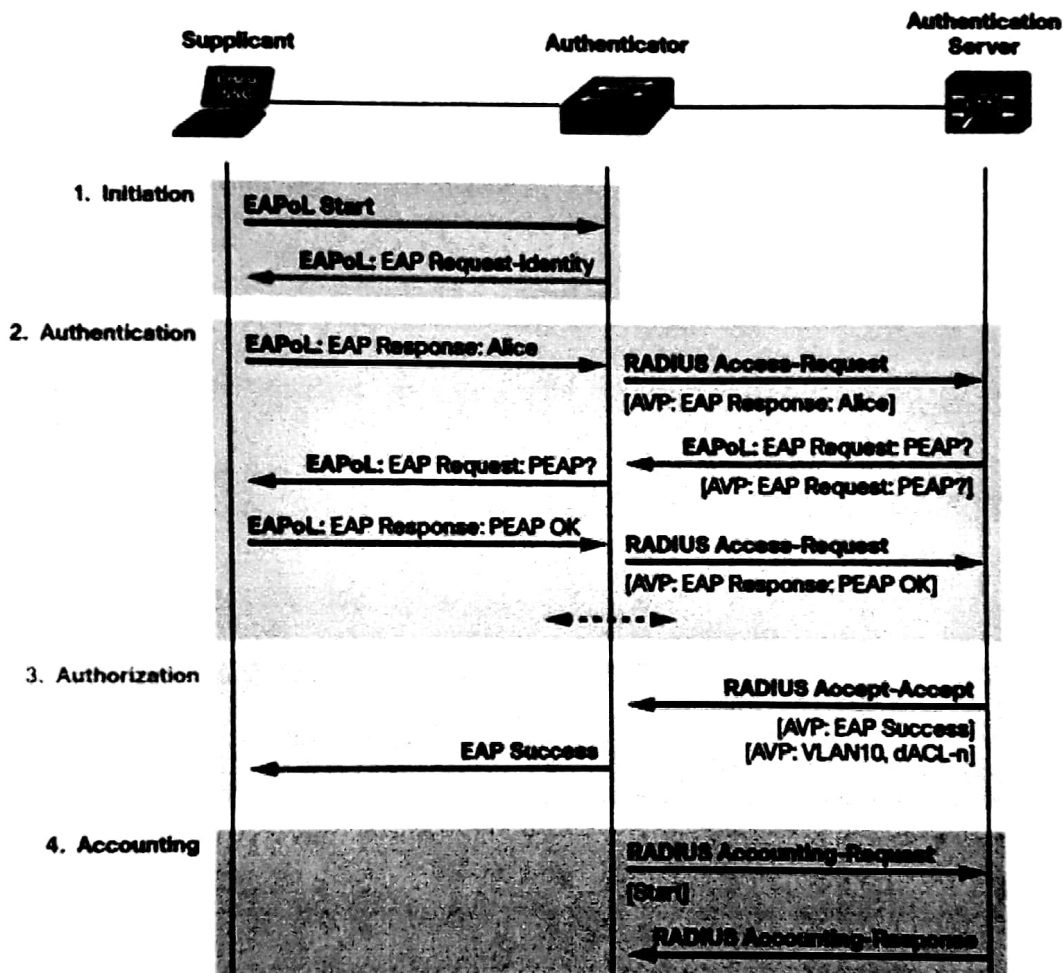 Supplicant
Authenticator
Authentication
Server
1. Initiation
EAPoL Start
EAPoL: EAP Request-Identity
2. Authentication
EAPoL: EAP Response: Alice
RADIUS Access-Request
[AVP: EAP Response: Alice]
EAPoL: EAP Request: PEAP?
EAPoL: EAP Request: PEAP?
[AVP: EAP Request: PEAP?]
EAPoL: EAP Response: PEAP OK
RADIUS Access-Request
[AVP: EAP Response: PEAP OK]
3. Authorization
RADIUS Accept-Accept
[AVP: EAP Success]
EAP Success
[AVP: VLAN10, dACL-n]
4. Accounting
RADIUS Accounting-Request
[Start]
RADIUS Accounting-Response